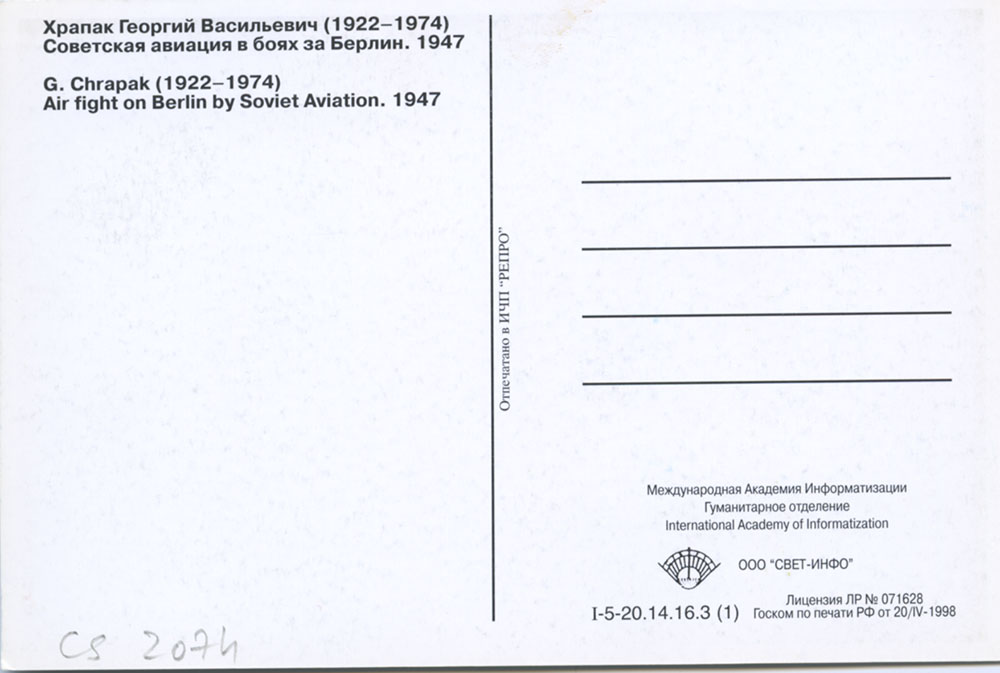 Храпак Георгий Васильевич (1922–1974)
Советская авиация в боях за Берлин. 1947
G. Chrapak (1922–1974)
Air fight on Berlin by Soviet Aviation. 1947
Отпечатано в ИЧП “РЕПРО”
Международная Академия Информатизации
Гуманитарное отделение
International Academy of Informatization
ООО "СВЕТ-ИНФО"
I-5-20.14.16.3 (1)
Лицензия ЛР № 071628
Госком по печати РФ от 20/IV-1998
CS 2074